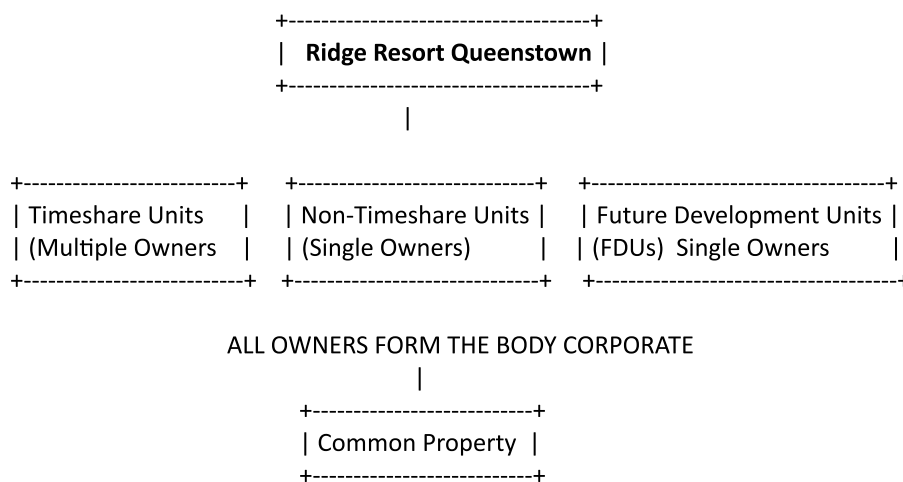 +-------------------------------------+
|   Ridge Resort Queenstown |
+-------------------------------------+
|
+--------------------------+     +-----------------------------+     +------------------------------------+
| Timeshare Units     |    | Non-Timeshare Units |    | Future Development Units |
| (Multiple Owners    |    | (Single Owners)         |   | (FDUs)  Single Owners        |
+---------------------------+    +------------------------------+    +-------------------------------------+
ALL OWNERS FORM THE BODY CORPORATE
|
+---------------------------+
| Common Property  |
+---------------------------+